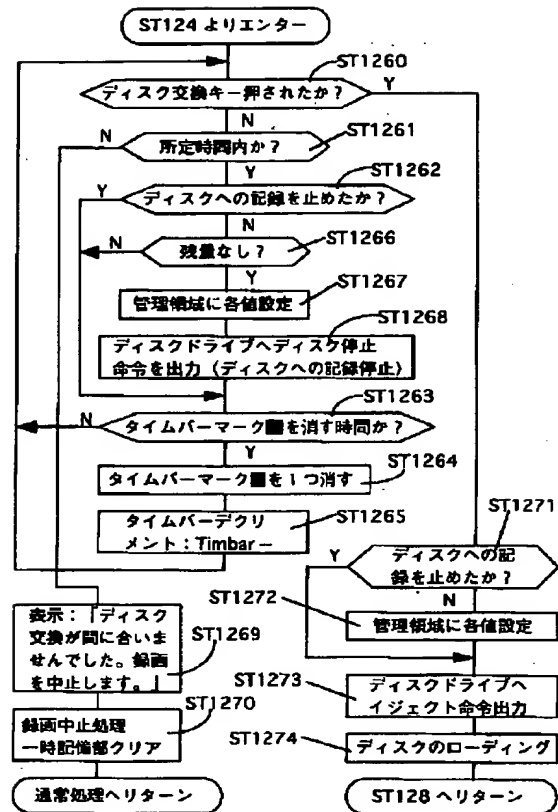 ST124 よりエンター
ST1260
ディスク交換キー押されたか？
Y
N
ST1261
N
所定時間内か？
Y
ST1262
Y
ディスクへの記録を止めたか？
N
ST1266
N
残量なし？
Y
ST1267
管理領域に各値設定
ST1268
ディスクドライブへディスク停止
命令を出力（ディスクへの記録停止）
ST1263
N
タイムバーマーク■を消す時間か？
Y
ST1264
タイムバーマーク■を１つ消す
ST1265
タイムバーデクリ
メント：Timbar－
ST1271
Y
ディスクへの記
録を止めたか？
N
ST1272
管理領域に各値設定
表示：「ディスク
交換が間に合いま
せんでした。録画
を中止します。」
ST1269
ST1273
ディスクドライブへ
イジェクト命令出力
ST1270
録画中止処理
一時記憶部クリア
ST1274
ディスクのローディング
通常処理へリターン
ST128 へリターン